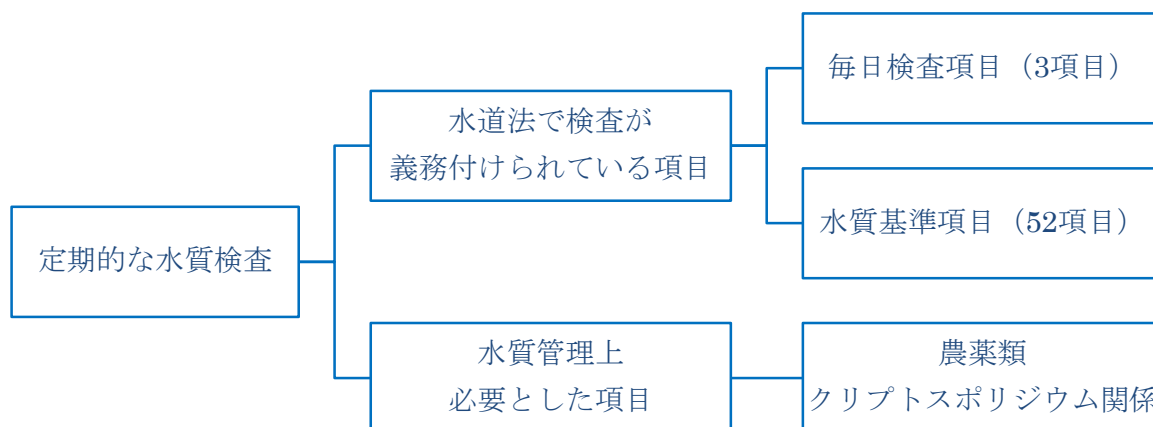 定期的な水質検査
水道法で検査が
義務付けられている項目
毎日検査項目（3項目）
水質基準項目（52項目）
水質管理上
必要とした項目
農薬類
クリプトスポリジウム関係